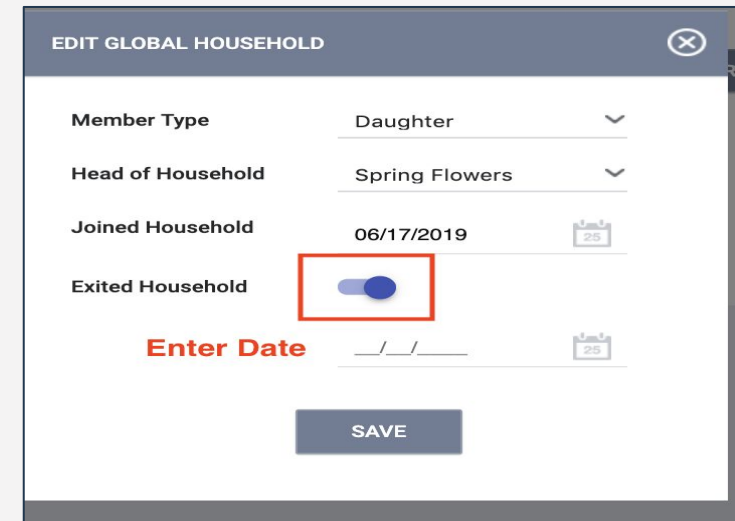 EDIT GLOBAL HOUSEHOLD
R
Member Type Daughter
Head of Household Spring Flowers
Joined Household 06/17/2019 25
Exited Household
Enter Date __/__/____ 25
SAVE